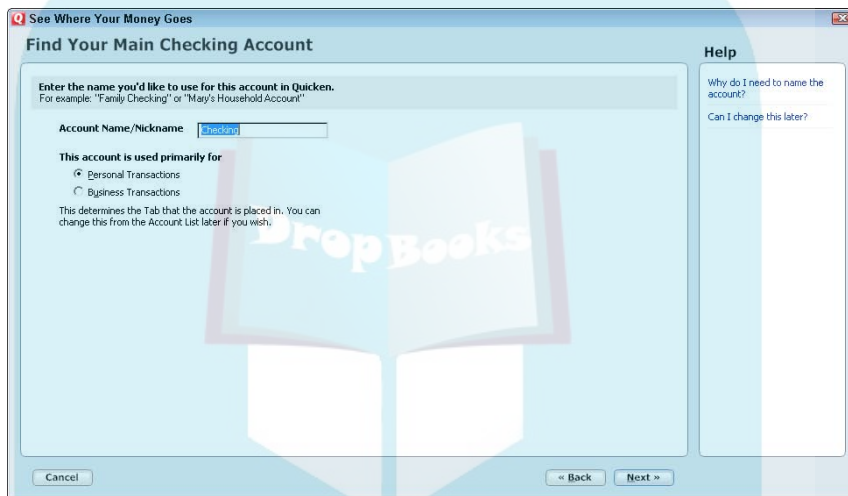 See Where Your Money Goes
Find Your Main Checking Account
Enter the name you'd like to use for this account in Quicken.
For example: "Family Checking" or "Mary's Household Account"
Account Name/Nickname Checking
This account is used primarily for
Personal Transactions
Business Transactions
This determines the Tab that the account is placed in. You can
change this from the Account List later if you wish.
DropBooks
Cancel
« Back
Next »
Help
Why do I need to name the
account?
Can I change this later?